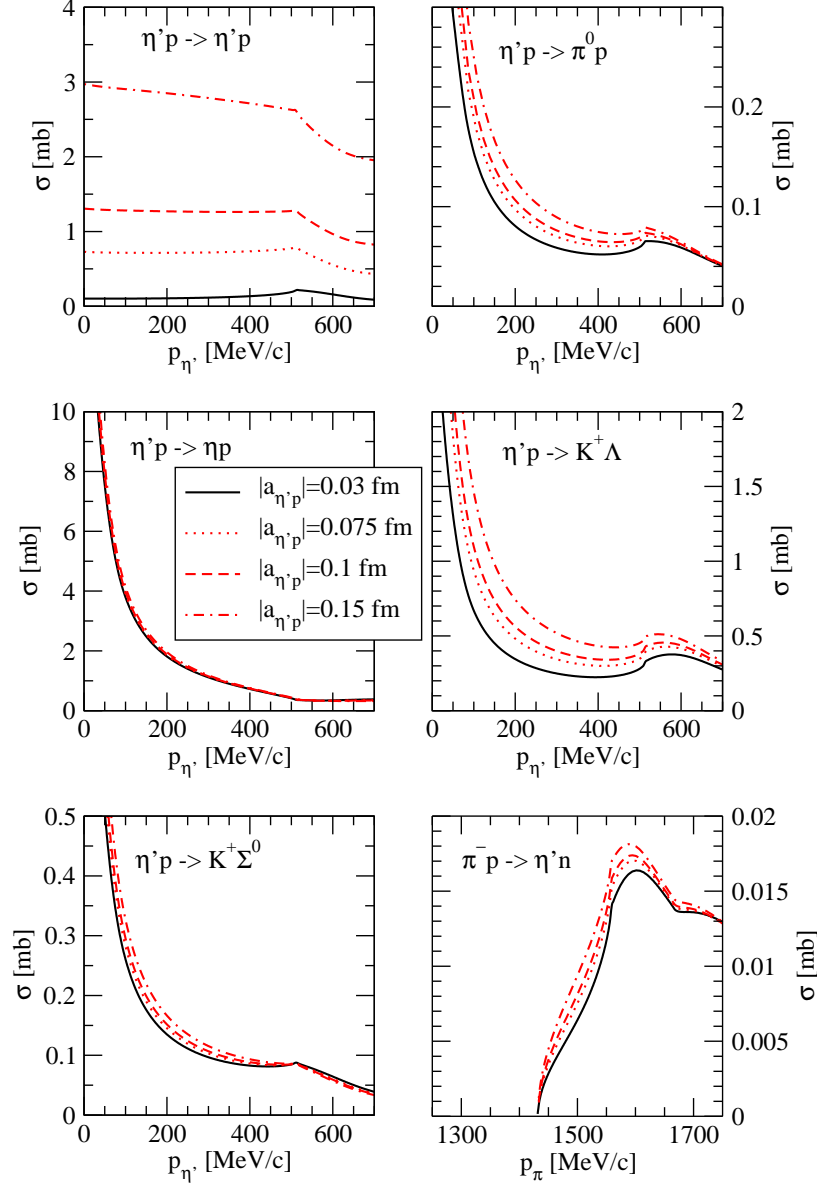 η'p -> η'p
4
3
2
1
0
σ [mb]
0 200 400 600
p_η' [MeV/c]
η'p -> π⁰p
0.2
0.1
0
σ [mb]
0 200 400 600
p_η' [MeV/c]
η'p -> ηp
10
8
6
4
2
0
σ [mb]
0 200 400 600
p_η' [MeV/c]
|a_η'p|=0.03 fm
|a_η'p|=0.075 fm
|a_η'p|=0.1 fm
|a_η'p|=0.15 fm
η'p -> K⁺Λ
2
1.5
1
0.5
0
σ [mb]
0 200 400 600
p_η' [MeV/c]
η'p -> K⁺Σ⁰
0.5
0.4
0.3
0.2
0.1
0
σ [mb]
0 200 400 600
p_η' [MeV/c]
π⁻p -> η'n
0.02
0.015
0.01
0.005
0
σ [mb]
1300 1500 1700
p_π [MeV/c]